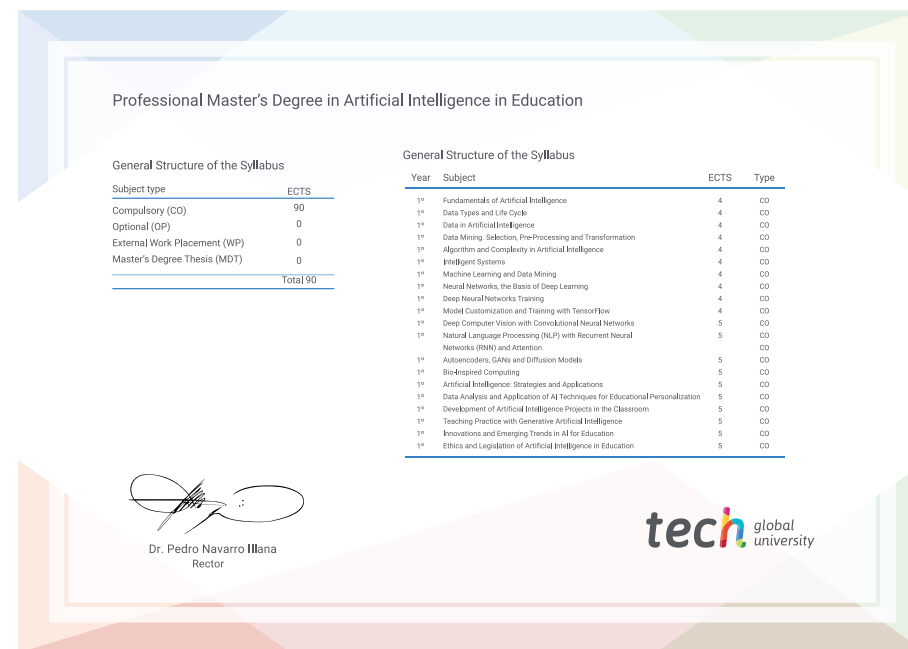 Professional Master's Degree in Artificial Intelligence in Education
General Structure of the Syllabus
Subject type ECTS
Compulsory (CO) 90
Optional (OP) 0
External Work Placement (WP) 0
Master's Degree Thesis (MDT) 0
Total 90
General Structure of the Syllabus
Year Subject ECTS Type
1º Fundamentals of Artificial Intelligence 4 CO
1º Data Types and Life Cycle 4 CO
1º Data in Artificial Intelligence 4 CO
1º Data Mining. Selection, Pre-Processing and Transformation 4 CO
1º Algorithm and Complexity in Artificial Intelligence 4 CO
1º Intelligent Systems 4 CO
1º Machine Learning and Data Mining 4 CO
1º Neural Networks, the Basis of Deep Learning 4 CO
1º Deep Neural Networks Training 4 CO
1º Model Customization and Training with TensorFlow 4 CO
1º Deep Computer Vision with Convolutional Neural Networks 5 CO
1º Natural Language Processing (NLP) with Recurrent Neural 5 CO
Networks (RNN) and Attention CO
1º Autoencoders, GANs and Diffusion Models 5 CO
1º Bio-Inspired Computing 5 CO
1º Artificial Intelligence: Strategies and Applications 5 CO
1º Data Analysis and Application of AI Techniques for Educational Personalization 5 CO
1º Development of Artificial Intelligence Projects in the Classroom 5 CO
1º Teaching Practice with Generative Artificial Intelligence 5 CO
1º Innovations and Emerging Trends in AI for Education 5 CO
1º Ethics and Legislation of Artificial Intelligence in Education 5 CO
Dr. Pedro Navarro Illana
Rector
tech global
university